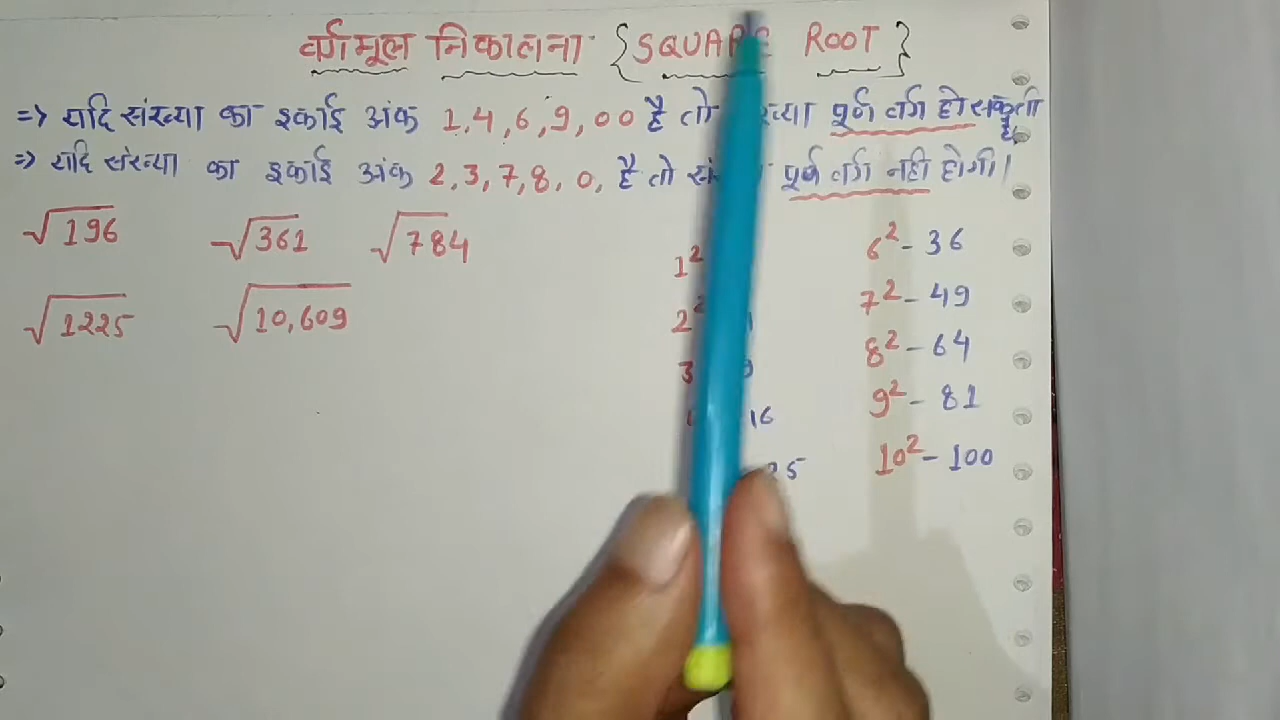 वर्गमूल निकालना {SQUARE ROOT}
=> यदि संख्या का इकाई अंक 1,4,6,9,00 है तो संख्या पूर्ण वर्ग हो सकती है,
=> यदि संख्या का इकाई अंक 2,3,7,8,0, है तो पूर्ण वर्ग नही होगी।
√196 √361 √784
√1225 √10,609
1²
2²
3
16
25
6² - 36
7² - 49
8² - 64
9² - 81
10² - 100